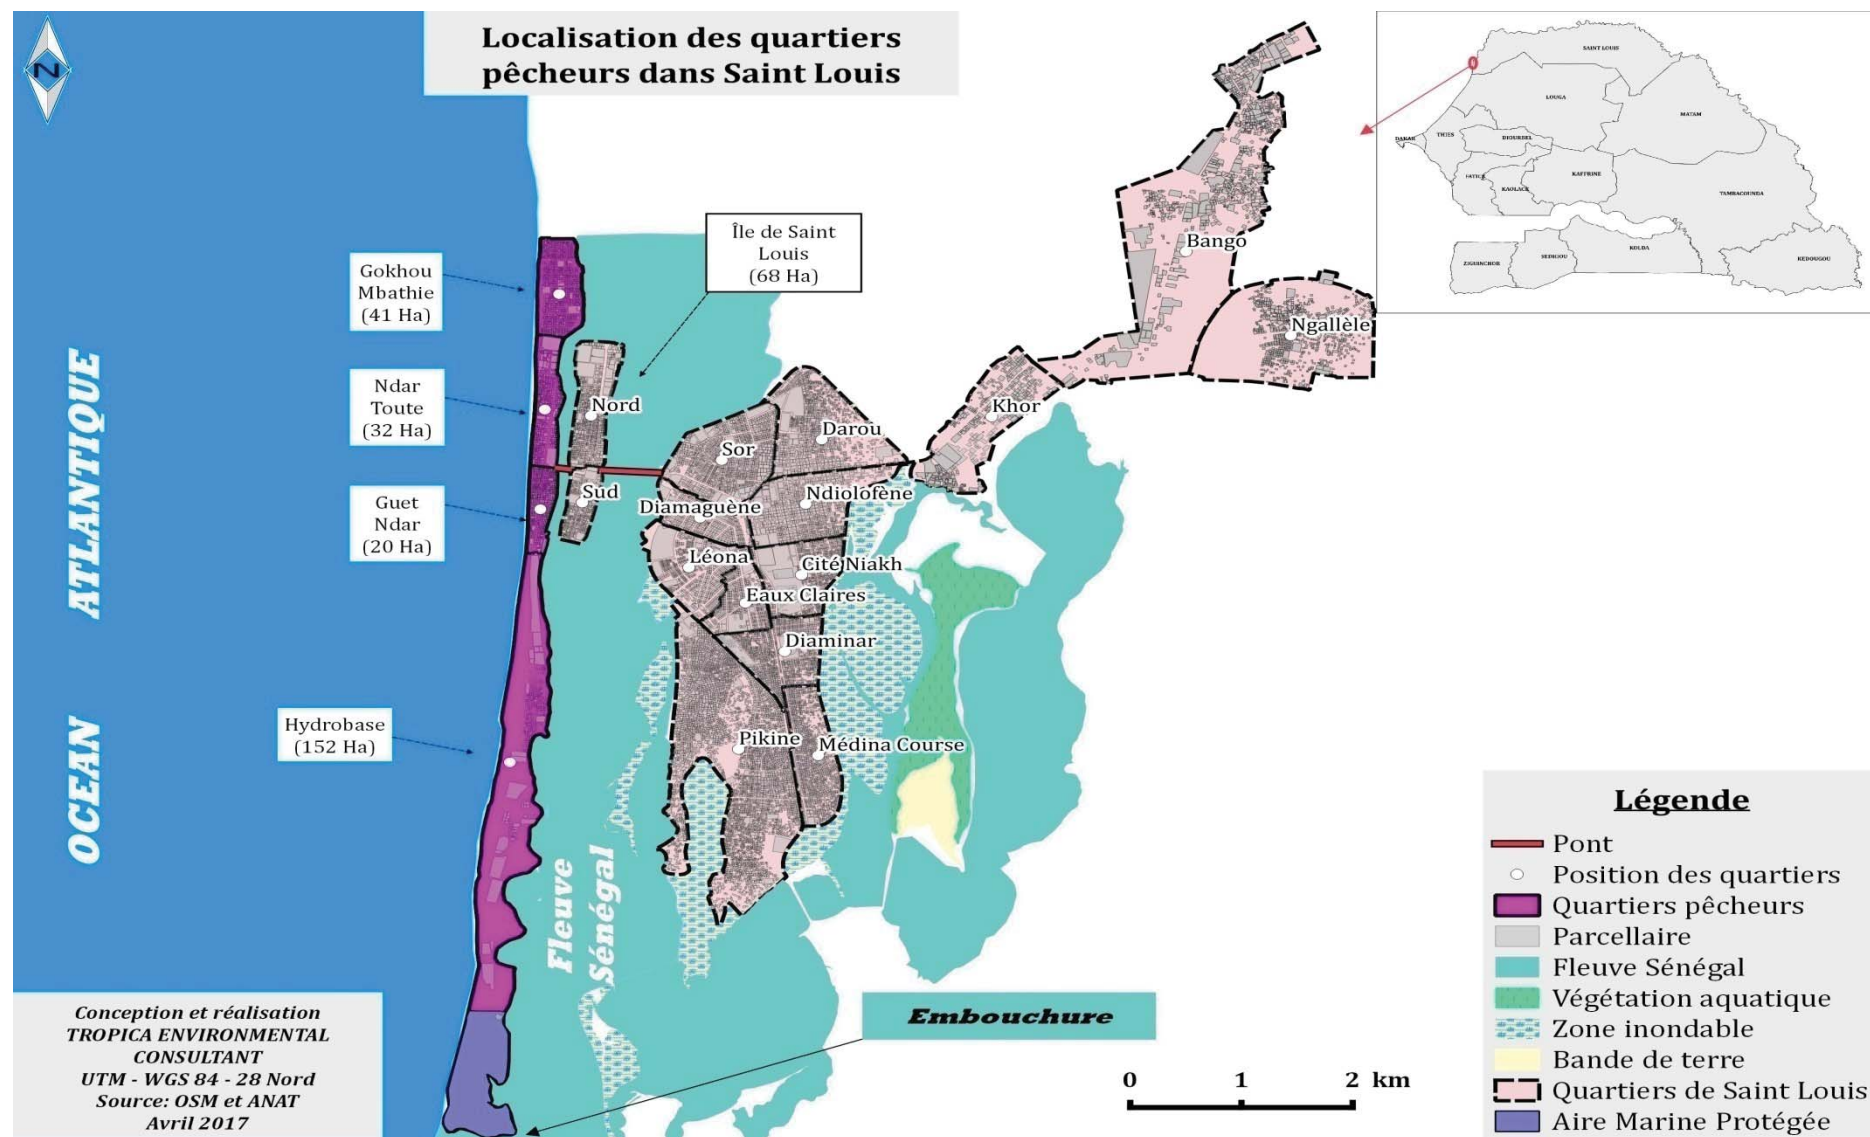 N
Localisation des quartiers
pêcheurs dans Saint Louis
SAINT LOUIS
LOUGA
MATAM
DAKAR
THIES
DIOURBEL
FATICK
KAOLACK
KAFFRINE
TAMBACOUNDA
ZIGUINCHOR
SEDHIOU
KOLDA
KEDOUGOU
Île de Saint
Louis
(68 Ha)
Gokhou
Mbathie
(41 Ha)
Ndar
Toute
(32 Ha)
Guet
Ndar
(20 Ha)
Hydrobase
(152 Ha)
OCEAN ATLANTIQUE
Bango
Ngallèle
Khor
Nord
Sud
Sor
Darou
Diamaguène
Ndiolofène
Léona
Cité Niakh
Eaux Claires
Diaminar
Pikine
Médina Course
Fleuve
Sénégal
Embouchure
Conception et réalisation
TROPICA ENVIRONMENTAL
CONSULTANT
UTM - WGS 84 - 28 Nord
Source: OSM et ANAT
Avril 2017
0 1 2 km
Légende
Pont
Position des quartiers
Quartiers pêcheurs
Parcellaire
Fleuve Sénégal
Végétation aquatique
Zone inondable
Bande de terre
Quartiers de Saint Louis
Aire Marine Protégée